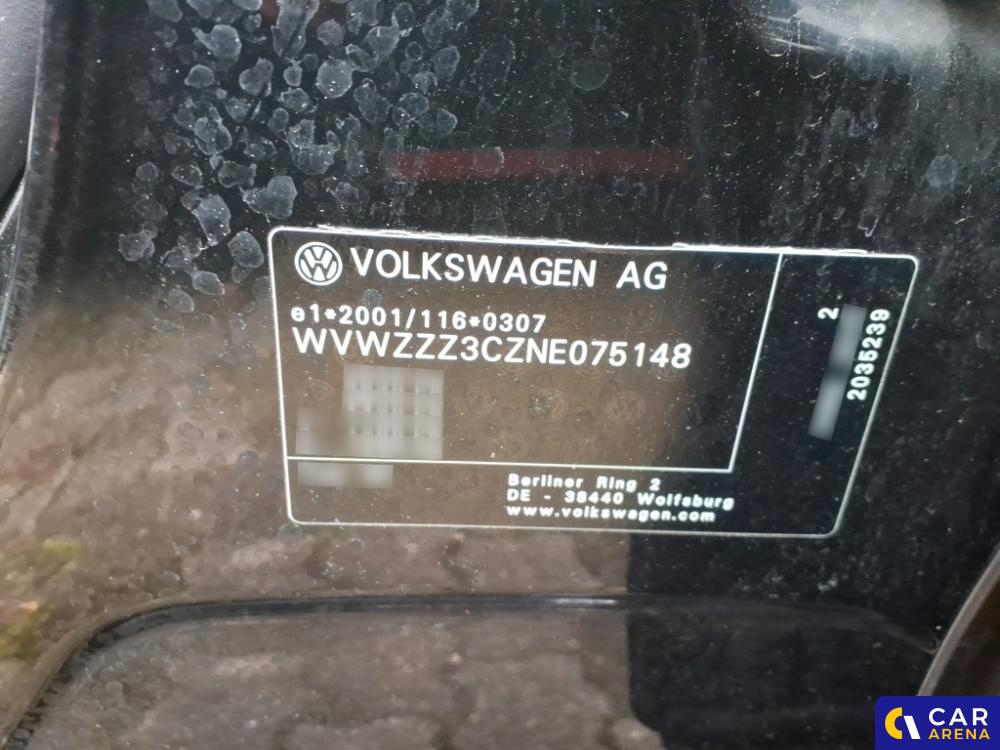 VOLKSWAGEN AG
e1*2001/116*0307
WVWZZZ3CZNE075148
Berliner Ring 2
DE - 38440 Wolfsburg
www.volkswagen.com
2035239
CAR
ARENA